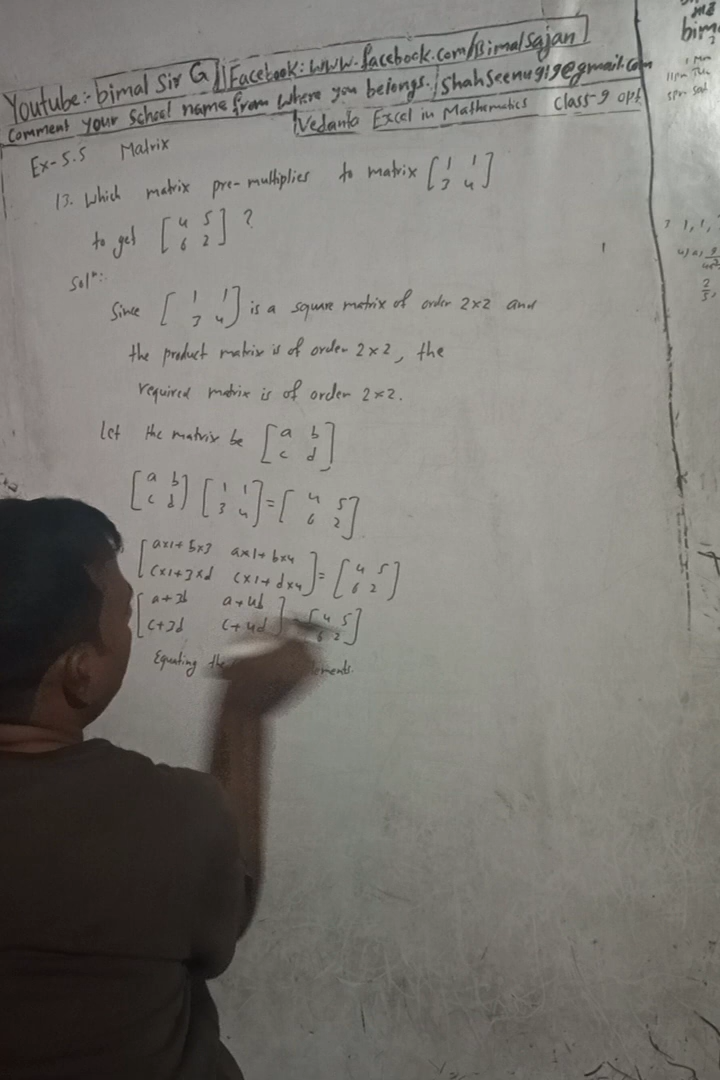 Youtube:- bimal Sir G || Facebook: www.facebook.com/Bimalsajan
Comment your School name from where you belongs. | Shahseenu919@gmail.com
Vedanta Excel in Mathematics Class-9 opt
Ex-5.5 Matrix
13. Which matrix pre-multiplies to matrix [1 1
3 4]
to get [4 5
6 2] ?
Solⁿ:-
Since [1 1
3 4] is a square matrix of order 2×2 and
the product matrix is of order 2×2, the
required matrix is of order 2×2.
Let the matrix be [a b
c d]
[a b
c d] [1 1
3 4] = [4 5
6 2]
[a×1+b×3 a×1+b×4
c×1+3×d c×1+d×4] = [4 5
6 2]
[a+3b a+4b
c+3d c+4d] = [4 5
6 2]
Equating the